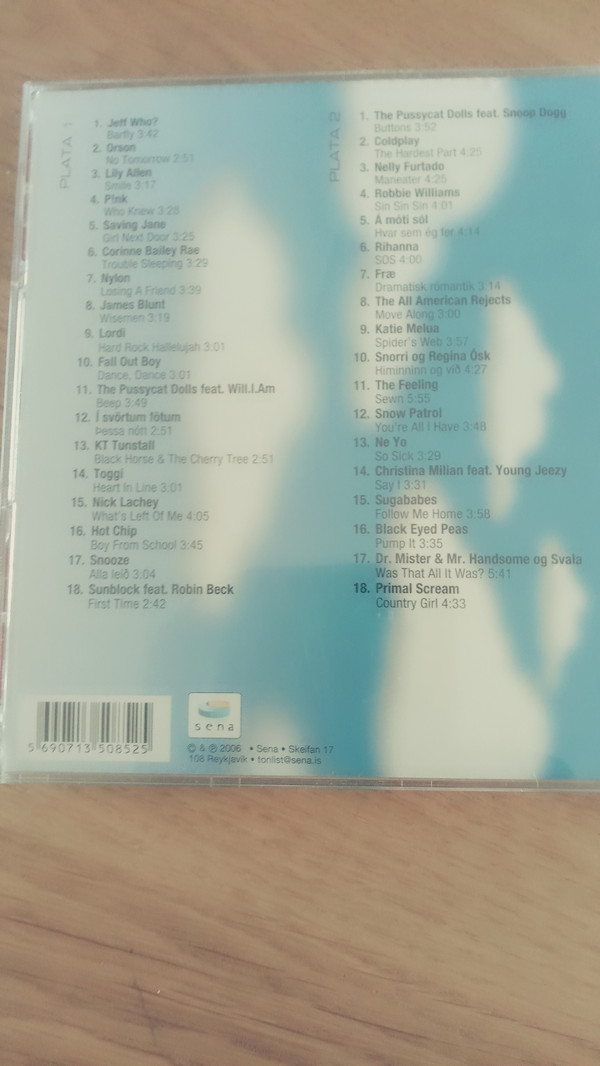 PLATA 1
1. Jeff Who?
Barfly 3:42
2. Orson
No Tomorrow 2:51
3. Lily Allen
Smile 3:17
4. P!nk
Who Knew 3:28
5. Saving Jane
Girl Next Door 3:25
6. Corinne Bailey Rae
Trouble Sleeping 3:29
7. Nylon
Losing A Friend 3:39
8. James Blunt
Wisemen 3:19
9. Lordi
Hard Rock Hallelujah 3:01
10. Fall Out Boy
Dance, Dance 3:01
11. The Pussycat Dolls feat. Will.I.Am
Beep 3:49
12. Í svörtum fötum
Þessa nótt 2:51
13. KT Tunstall
Black Horse & The Cherry Tree 2:51
14. Toggi
Heart In Line 3:01
15. Nick Lachey
What's Left Of Me 4:05
16. Hot Chip
Boy From School 3:45
17. Snooze
Alla leið 3:04
18. Sunblock feat. Robin Beck
First Time 2:42
PLATA 2
1. The Pussycat Dolls feat. Snoop Dogg
Buttons 3:52
2. Coldplay
The Hardest Part 4:25
3. Nelly Furtado
Maneater 4:25
4. Robbie Williams
Sin Sin Sin 4:01
5. Á móti sól
Hvar sem ég fer 4:14
6. Rihanna
SOS 4:00
7. Fræ
Dramatísk rómantík 3:14
8. The All American Rejects
Move Along 3:00
9. Katie Melua
Spider's Web 3:57
10. Snorri og Regína Ósk
Himinninn og við 4:27
11. The Feeling
Sewn 5:55
12. Snow Patrol
You're All I Have 3:48
13. Ne Yo
So Sick 3:29
14. Christina Milian feat. Young Jeezy
Say I 3:31
15. Sugababes
Follow Me Home 3:58
16. Black Eyed Peas
Pump It 3:35
17. Dr. Mister & Mr. Handsome og Svala
Was That All It Was? 5:41
18. Primal Scream
Country Girl 4:33
5 690713 508525
sena
© & ℗ 2006 • Sena • Skeifan 17
108 Reykjavík • tonlist@sena.is